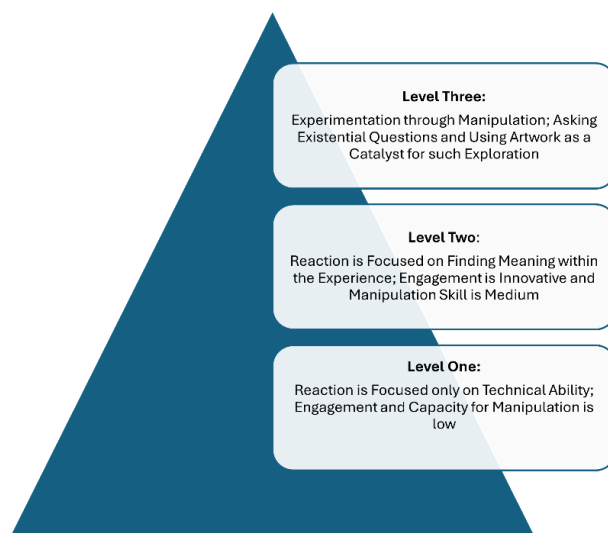 Level Three:
Experimentation through Manipulation; Asking
Existential Questions and Using Artwork as a
Catalyst for such Exploration
Level Two:
Reaction is Focused on Finding Meaning within
the Experience; Engagement is Innovative and
Manipulation Skill is Medium
Level One:
Reaction is Focused only on Technical Ability;
Engagement and Capacity for Manipulation is
low